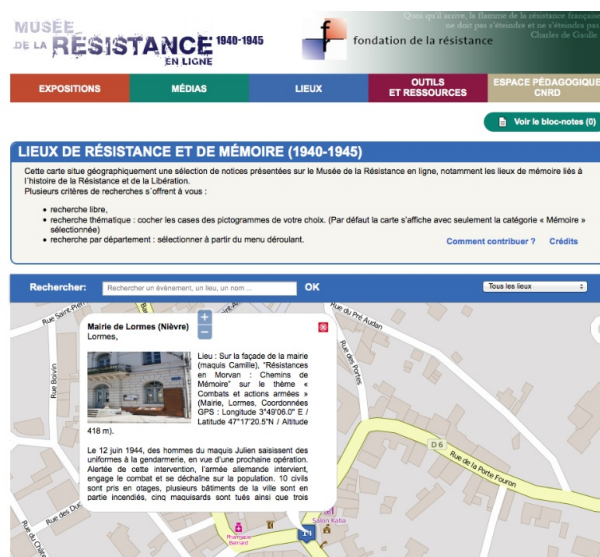 MUSÉE
DE LA RÉSISTANCE 1940-1945
EN LIGNE
Quoi qu'il arrive, la flamme de la résistance française
ne doit pas s'éteindre et ne s'éteindra pas
Charles de Gaulle
f fondation de la résistance
EXPOSITIONS
MÉDIAS
LIEUX
OUTILS
ET RESSOURCES
ESPACE PÉDAGOGIQUE
CNRD
Voir le bloc-notes (0)
LIEUX DE RÉSISTANCE ET DE MÉMOIRE (1940-1945)
Cette carte situe géographiquement une sélection de notices présentées sur le Musée de la Résistance en ligne, notamment les lieux de mémoire liés à
l'histoire de la Résistance et de la Libération.
Plusieurs critères de recherches s'offrent à vous :
• recherche libre,
• recherche thématique : cocher les cases des pictogrammes de votre choix. (Par défaut la carte s'affiche avec seulement la catégorie « Mémoire »
sélectionnée)
• recherche par département : sélectionner à partir du menu déroulant.
Comment contribuer ? Crédits
Rechercher:
Rechercher un évènement, un lieu, un nom ...
OK
Tous les lieux
Mairie de Lormes (Nièvre)
Lormes,
Lieu : Sur la façade de la mairie
(maquis Camille), "Résistances
en Morvan : Chemins de
Mémoire" sur le thème «
Combats et actions armées »
(Mairie, Lormes, Coordonnées
GPS : Longitude 3°49'06.0" E /
Latitude 47°17'20.5"N / Altitude
418 m).
Le 12 juin 1944, des hommes du maquis Julien saisissent des
uniformes à la gendarmerie, en vue d'une prochaine opération.
Alertée de cette intervention, l'armée allemande intervient,
engage le combat et se déchaîne sur la population. 10 civils
sont pris en otages, plusieurs bâtiments de la ville sont en
partie incendiés, cinq maquisards sont tués ainsi que trois
Rue Saint-Pierre
Rue Boivin
Rue du Pré Audan
Rue des Portes
D 6
Rue de la Porte Fouron
Salon Katia
Pharmacie
Bernard
Rue des
Rue du